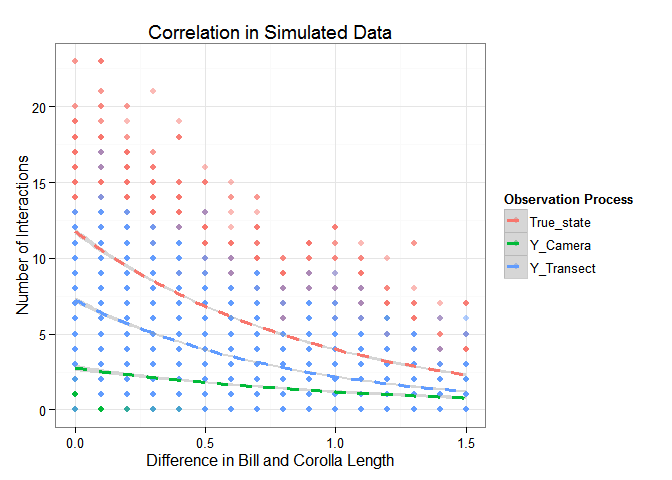 Correlation in Simulated Data
Number of Interactions
20
15
10
5
0
0.0
0.5
1.0
1.5
Difference in Bill and Corolla Length
Observation Process
True_state
Y_Camera
Y_Transect